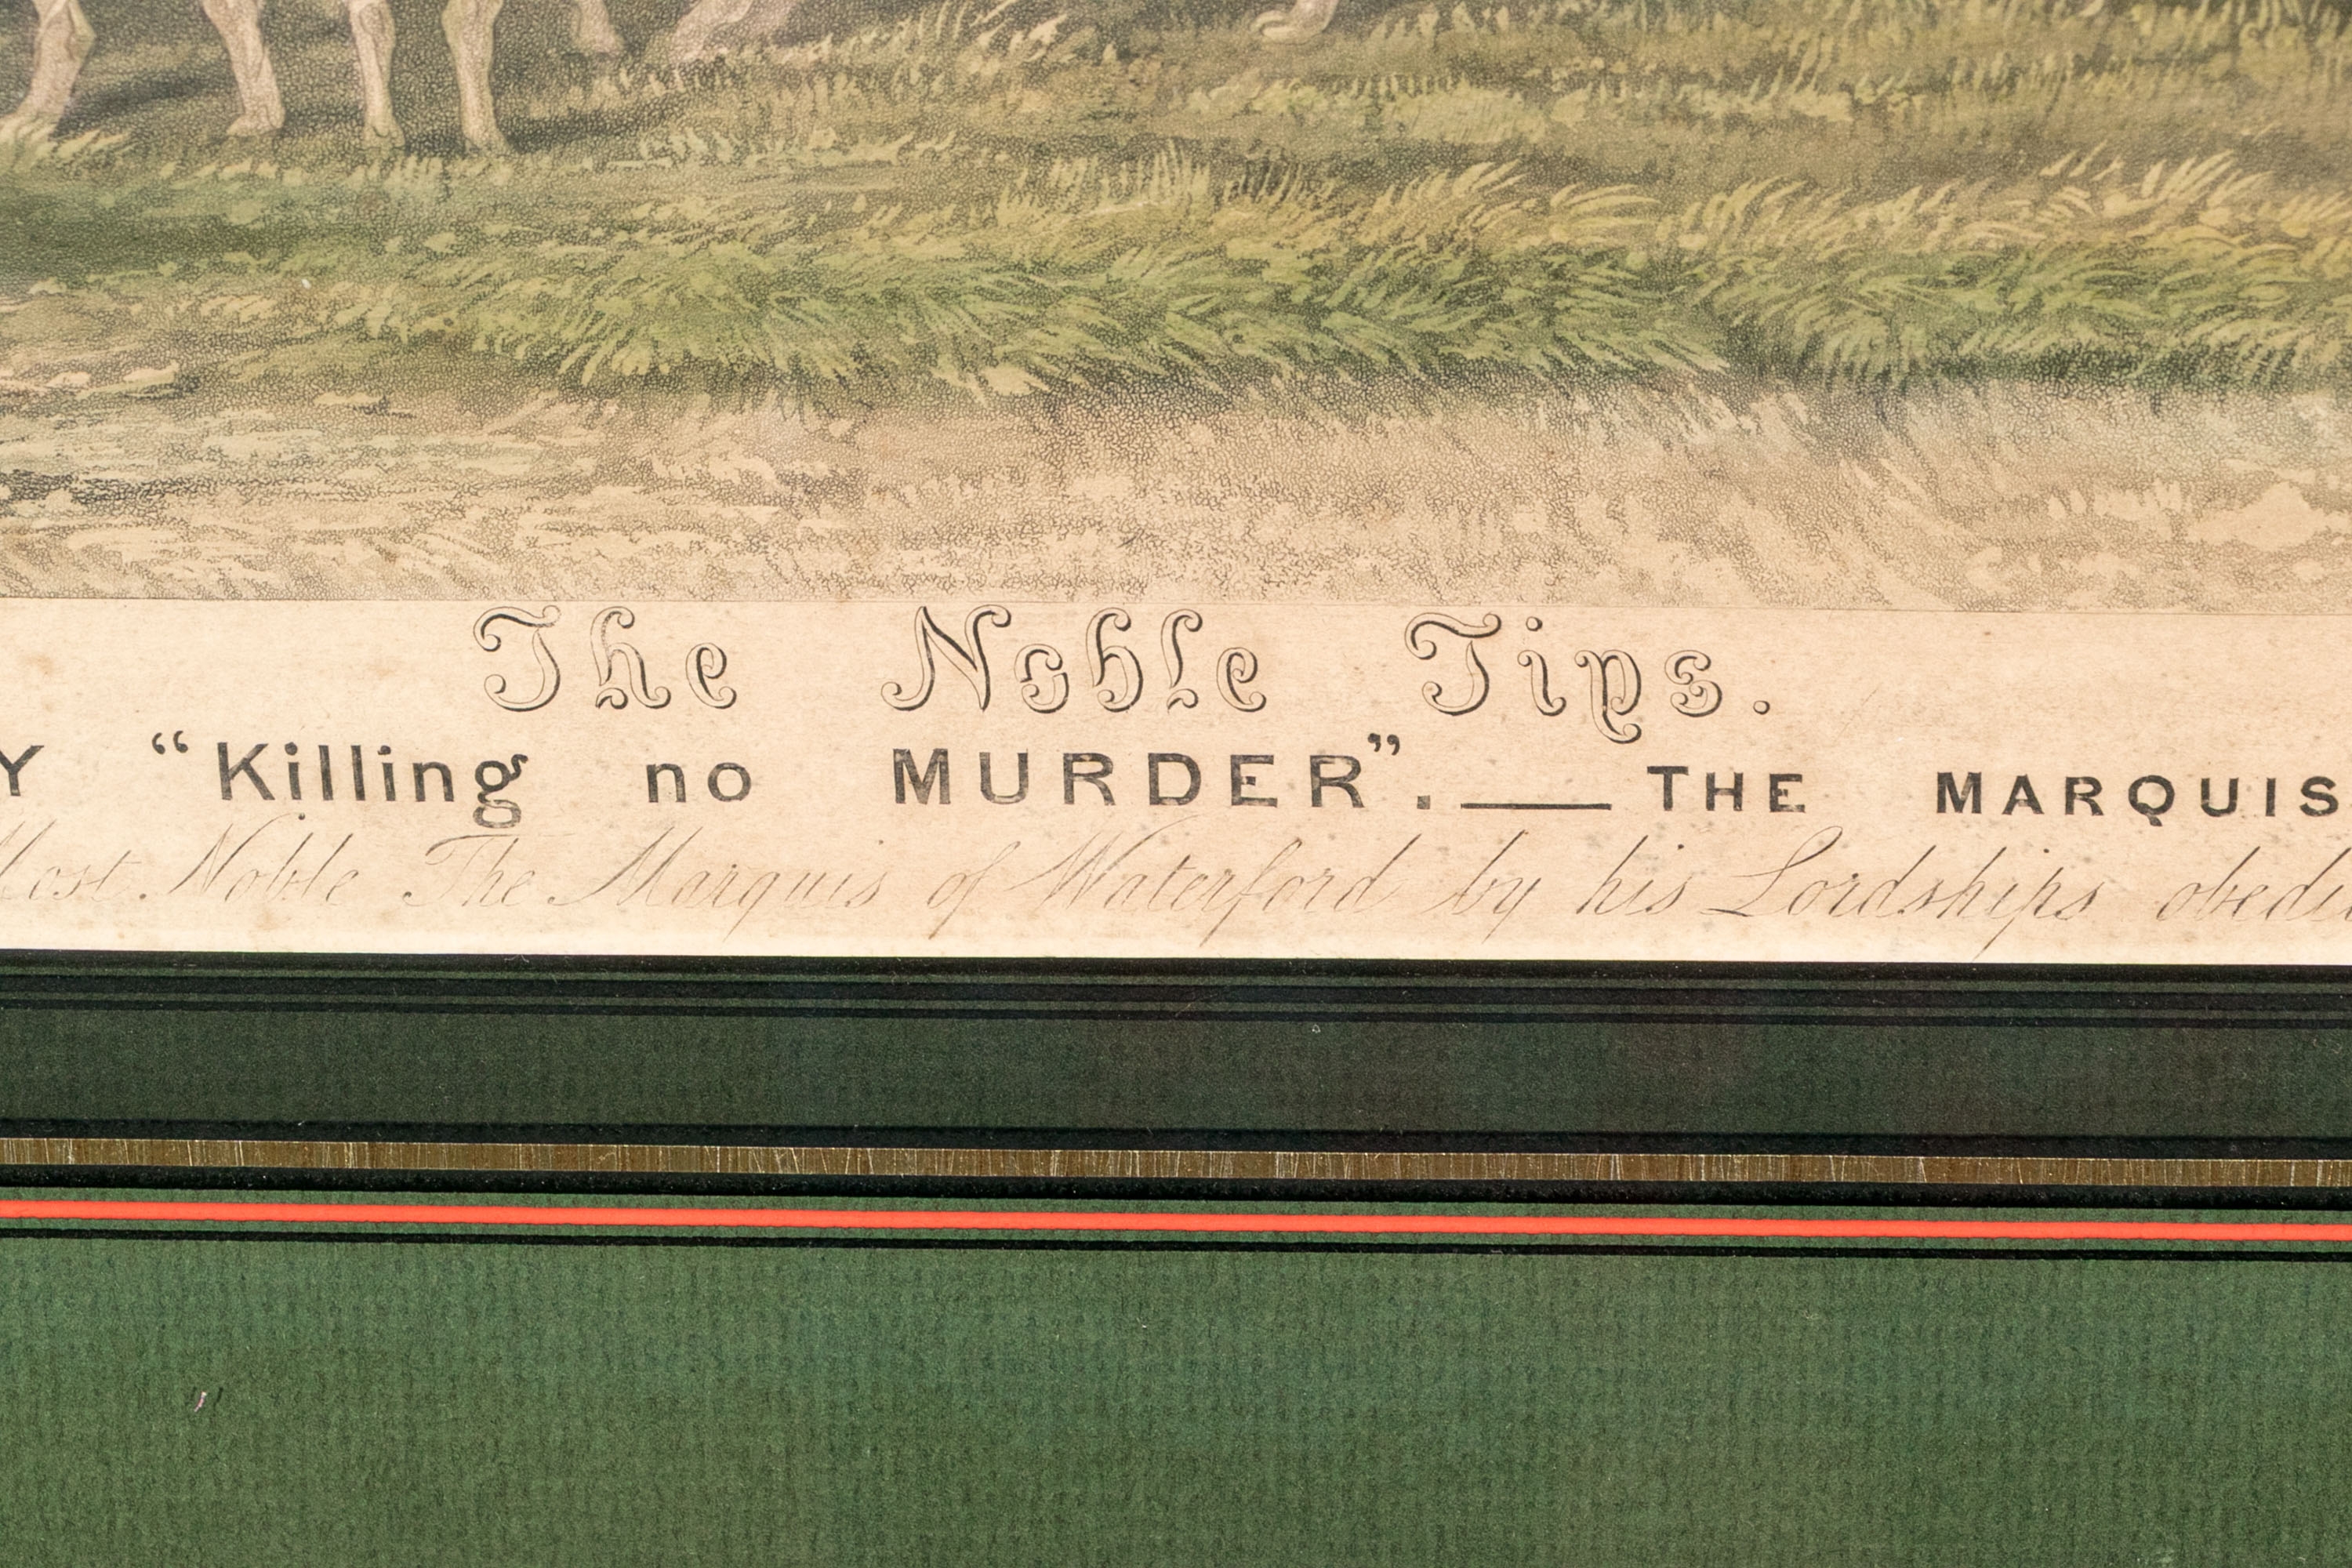 The Noble Tips.
Y “Killing no MURDER”.— THE MARQUIS
Most Noble The Marquis of Waterford by his Lordships obedi